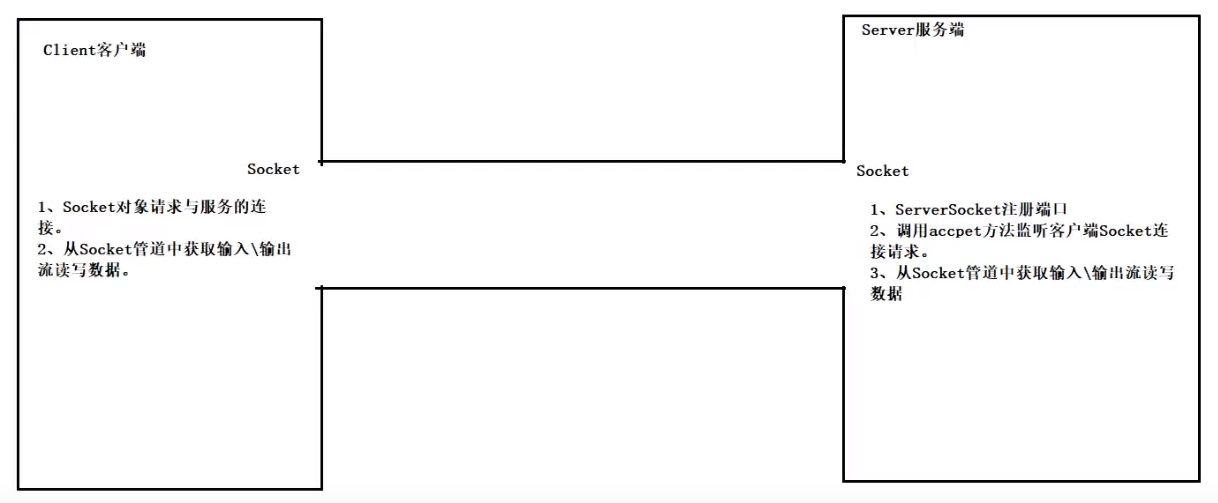 Client客户端
Socket
1、Socket对象请求与服务的连
接。
2、从Socket管道中获取输入\输出
流读写数据。
Server服务端
Socket
1、ServerSocket注册端口
2、调用accpet方法监听客户端Socket连
接请求。
3、从Socket管道中获取输入\输出流读写
数据